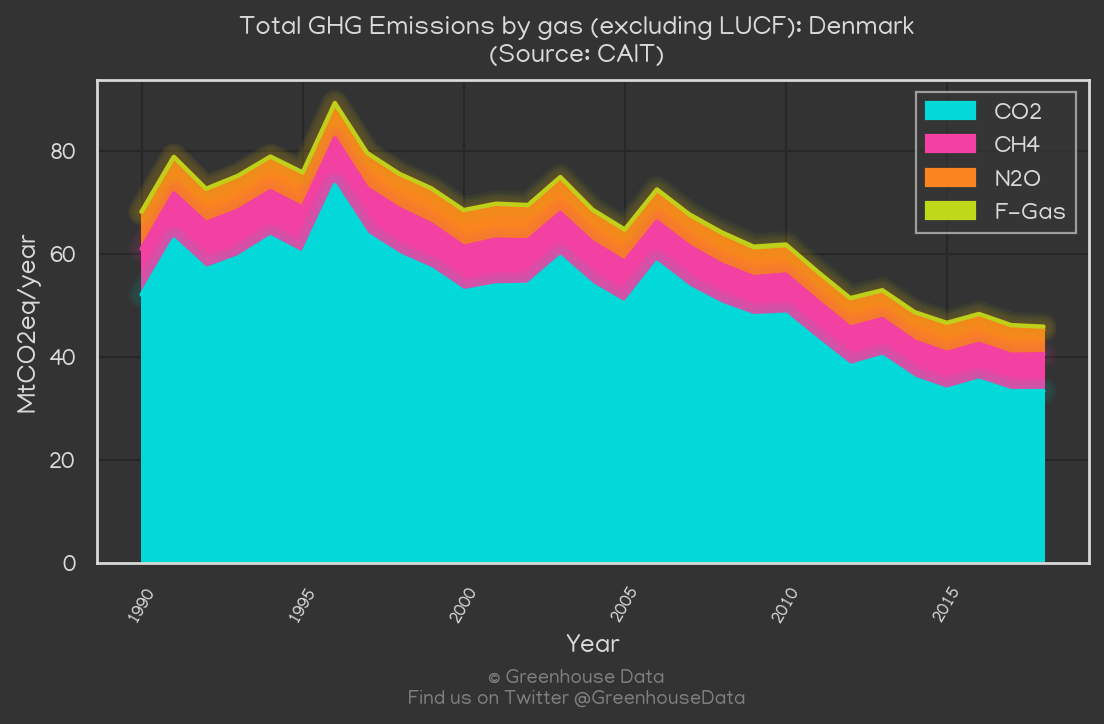 Total GHG Emissions by gas (excluding LUCF): Denmark
(Source: CAIT)
CO2
CH4
N2O
F-Gas
MtCO2eq/year
80
60
40
20
0
1990
1995
2000
2005
2010
2015
Year
© Greenhouse Data
Find us on Twitter @GreenhouseData